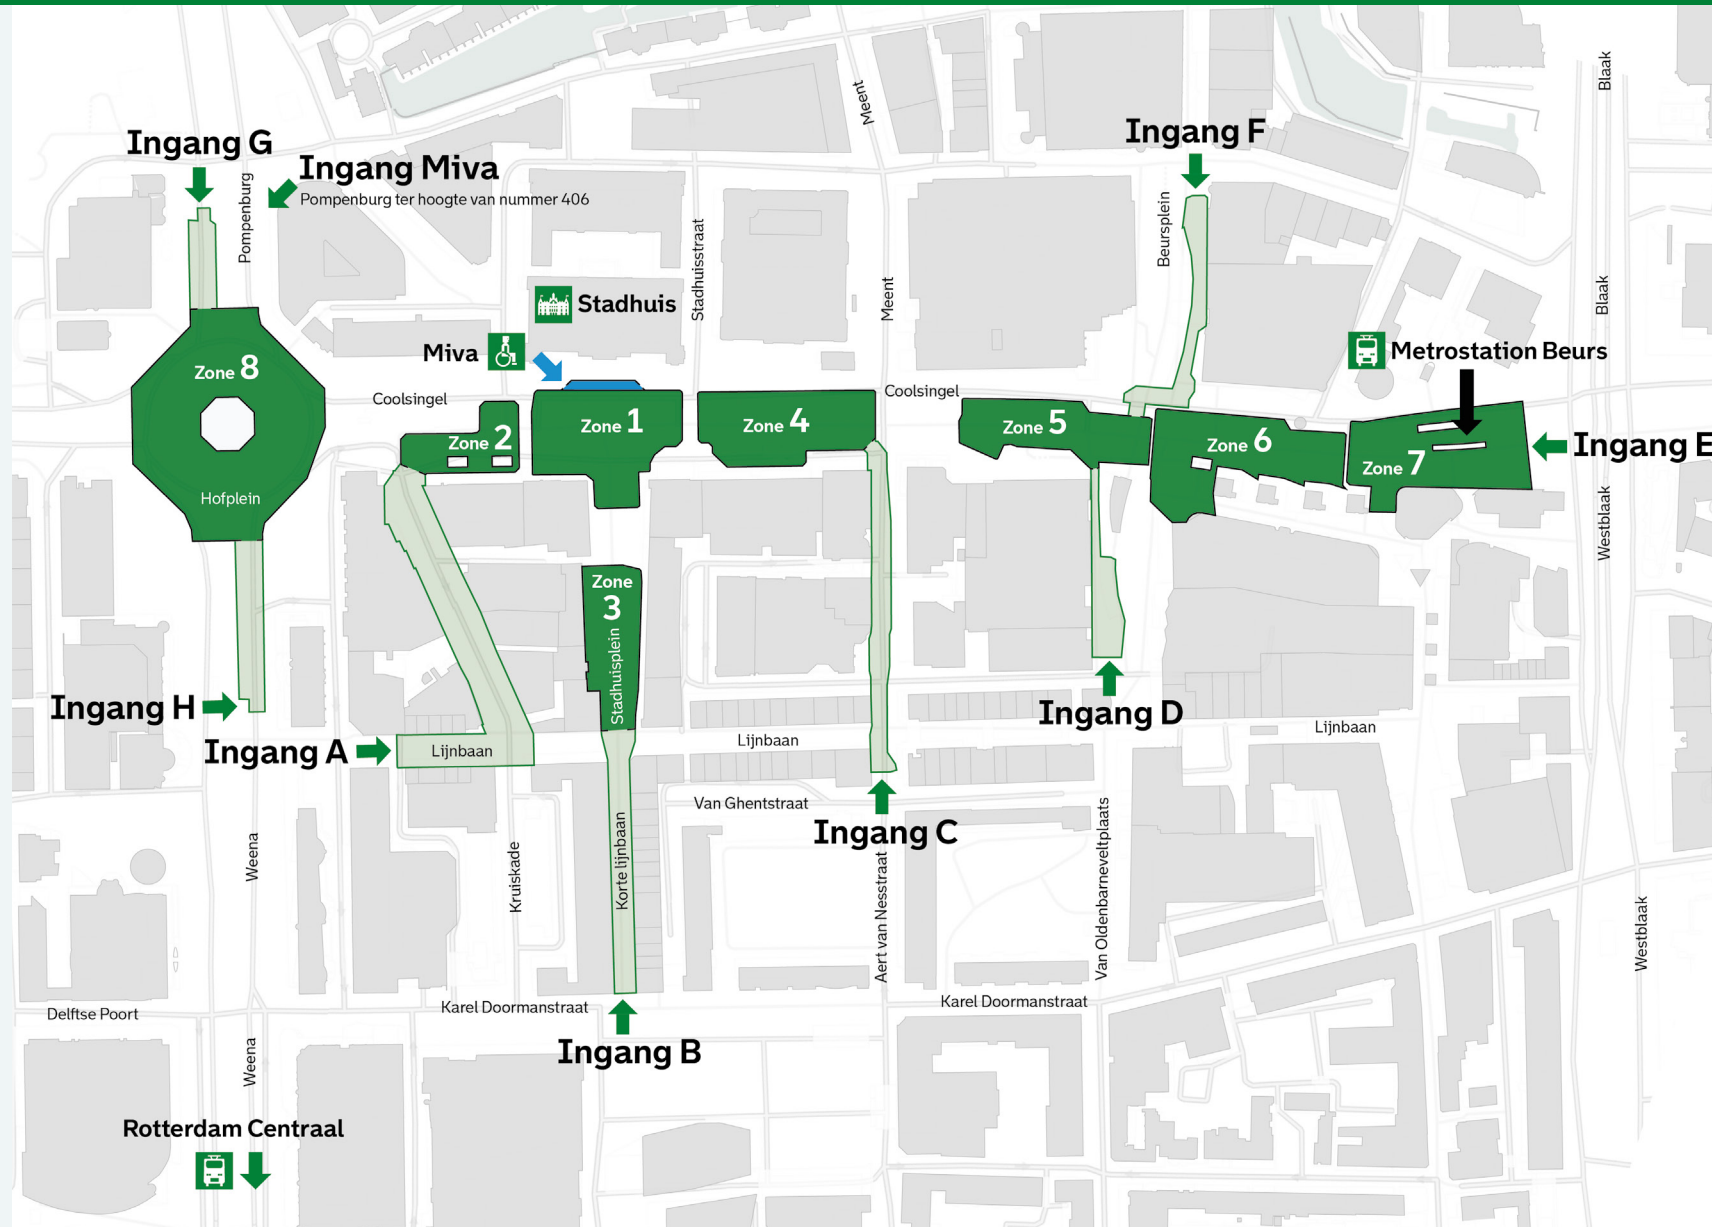 Blaak
Meent
Ingang F
Ingang G
Ingang Miva
Pompenburg ter hoogte van nummer 406
Pompenburg
Beursplein
Stadhuisstraat
Meent
Blaak
Stadhuis
Miva
Metrostation Beurs
Zone 8
Coolsingel
Coolsingel
Zone 1
Zone 4
Zone 5
Zone 2
Zone 6
Zone 7
Ingang E
Hofplein
Westblaak
Zone
3
Stadhuisplein
Ingang H
Ingang D
Lijnbaan
Lijnbaan
Ingang A
Lijnbaan
Van Ghentstraat
Ingang C
Weena
Kruiskade
Korte lijnbaan
Aert van Nesstraat
Van Oldenbarneveltplaats
Westblaak
Karel Doormanstraat
Karel Doormanstraat
Delftse Poort
Ingang B
Weena
Rotterdam Centraal